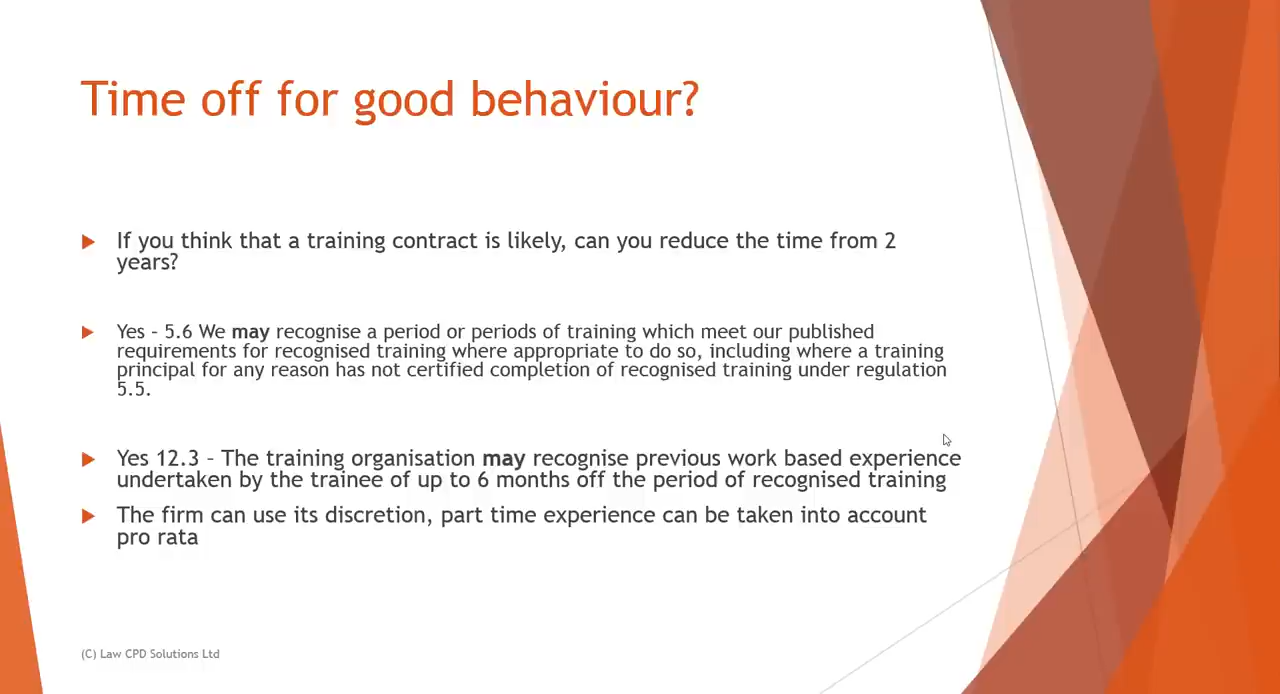 Time off for good behaviour?
If you think that a training contract is likely, can you reduce the time from 2
years?
Yes – 5.6 We may recognise a period or periods of training which meet our published
requirements for recognised training where appropriate to do so, including where a training
principal for any reason has not certified completion of recognised training under regulation
5.5.
Yes 12.3 – The training organisation may recognise previous work based experience
undertaken by the trainee of up to 6 months off the period of recognised training
The firm can use its discretion, part time experience can be taken into account
pro rata
(C) Law CPD Solutions Ltd